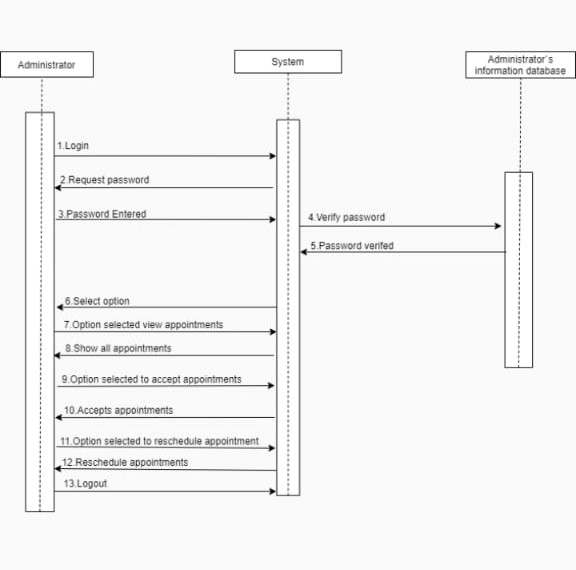 Administrator
System
Administrator`s
information database
1.Login
2.Request password
3.Password Entered
4.Verify password
5.Password verifed
6.Select option
7.Option selected view appointments
8.Show all appointments
9.Option selected to accept appointments
10.Accepts appointments
11.Option selected to reschedule appointment
12.Reschedule appointments
13.Logout